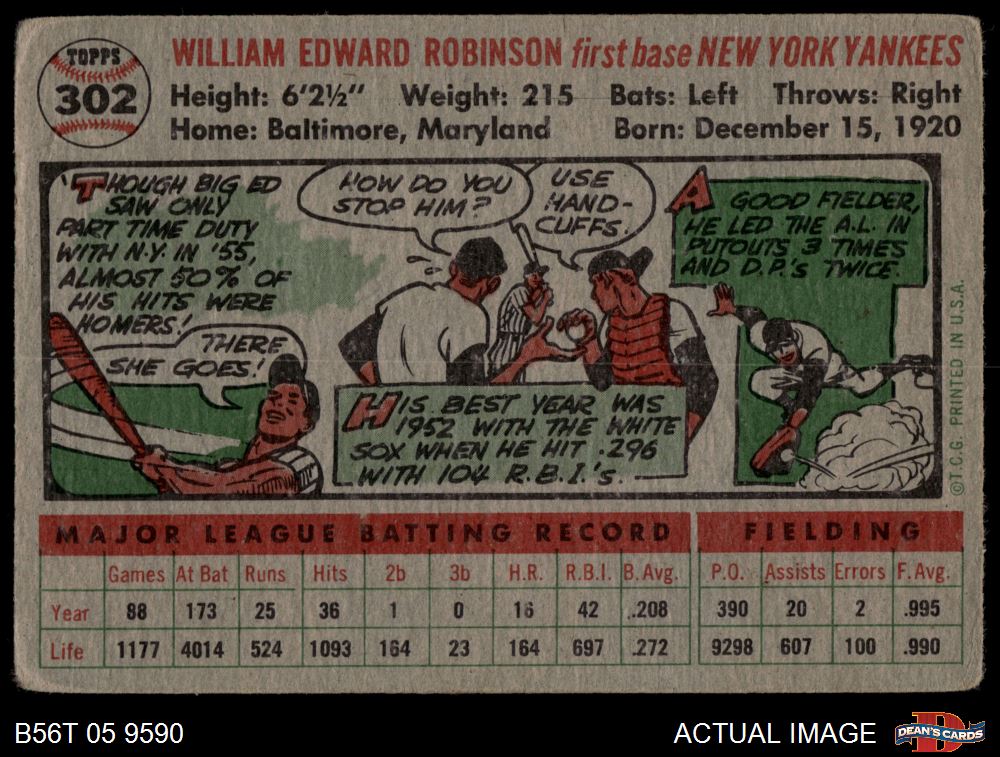 TOPPS
302
WILLIAM EDWARD ROBINSON first base NEW YORK YANKEES
Height: 6'2½" Weight: 215 Bats: Left Throws: Right
Home: Baltimore, Maryland Born: December 15, 1920
THOUGH BIG ED
SAW ONLY
PART TIME DUTY
WITH N.Y. IN '55,
ALMOST 50% OF
HIS HITS WERE
HOMERS!
THERE
SHE GOES!
HOW DO YOU
STOP HIM?
USE
HAND-
CUFFS.
HIS BEST YEAR WAS
1952 WITH THE WHITE
SOX WHEN HE HIT .296
WITH 104 R.B.I.'s.
A GOOD FIELDER,
HE LED THE A.L. IN
PUTOUTS 3 TIMES
AND D.P.'s TWICE.
©T.C.G. PRINTED IN U.S.A.
MAJOR LEAGUE BATTING RECORD FIELDING
Games At Bat Runs Hits 2b 3b H.R. R.B.I. B.Avg. P.O. Assists Errors F.Avg.
Year 88 173 25 36 1 0 16 42 .208 390 20 2 .995
Life 1177 4014 524 1093 164 23 164 697 .272 9298 607 100 .990
B56T 05 9590 ACTUAL IMAGE DEAN'S CARDS